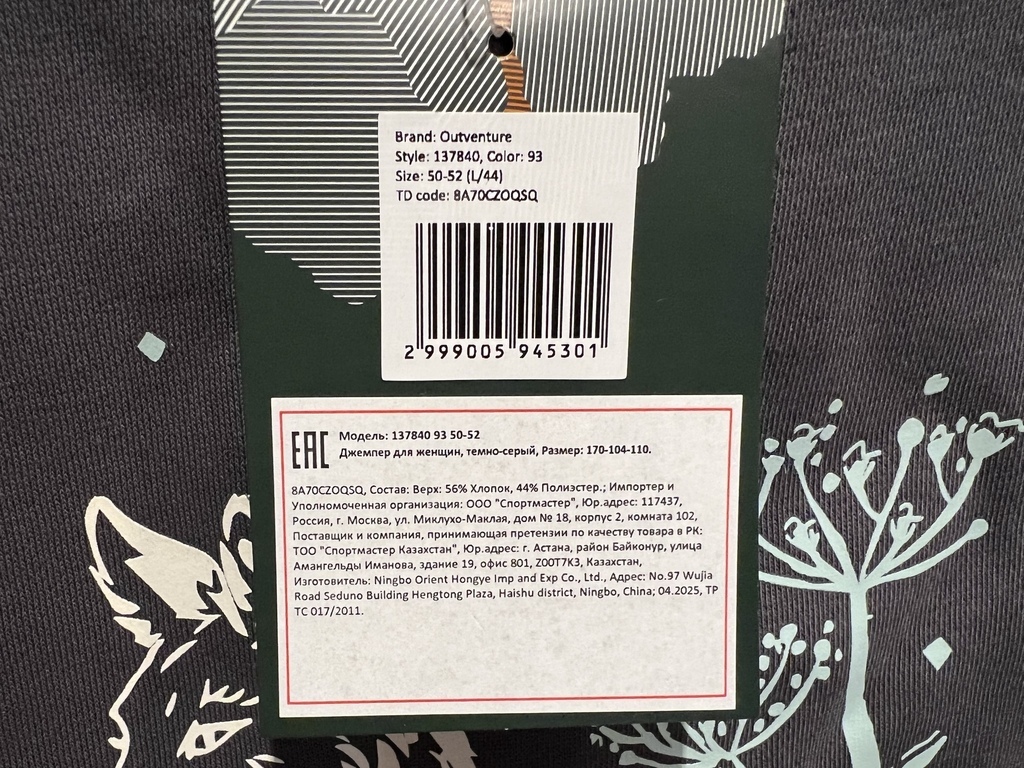 Brand: Outventure
Style: 137840, Color: 93
Size: 50-52 (L/44)
TD code: 8A70CZOQSQ
2 999005 945301
EAC Модель: 137840 93 50-52
Джемпер для женщин, темно-серый, Размер: 170-104-110.
8A70CZOQSQ, Состав: Верх: 56% Хлопок, 44% Полиэстер.; Импортер и
Уполномоченная организация: ООО "Спортмастер", Юр.адрес: 117437,
Россия, г. Москва, ул. Миклухо-Маклая, дом № 18, корпус 2, комната 102,
Поставщик и компания, принимающая претензии по качеству товара в РК:
ТОО "Спортмастер Казахстан", Юр.адрес: г. Астана, район Байконур, улица
Амангельды Иманова, здание 19, офис 801, Z00T7K3, Казахстан,
Изготовитель: Ningbo Orient Hongye Imp and Exp Co., Ltd., Адрес: No.97 Wujia
Road Seduno Building Hengtong Plaza, Haishu district, Ningbo, China; 04.2025, ТР
ТС 017/2011.